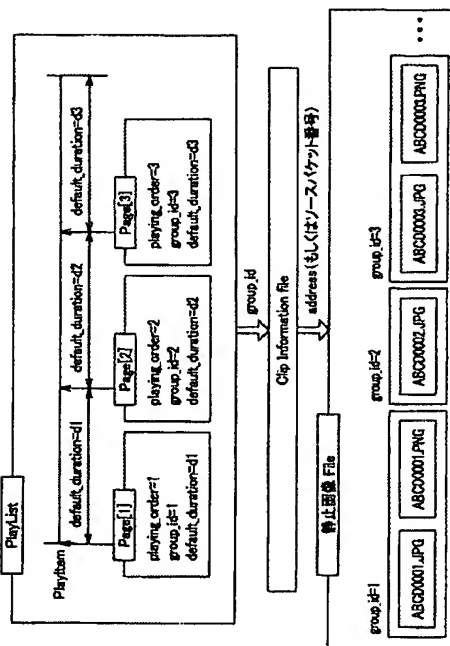 PlayList
PlayItem
default_duration=d1
default_duration=d2
default_duration=d3
Page[1]
playing_order=1
group_id=1
default_duration=d1
Page[2]
playing_order=2
group_id=2
default_duration=d2
Page[3]
playing_order=3
group_id=3
default_duration=d3
group_id
Clip Information file
address(もしくはソースパケット番号)
静止画像 File
group_id=1
ABCD0001.JPG
ABCD0001.PNG
group_id=2
ABCD0002.JPG
group_id=3
ABCD0003.JPG
ABCD0003.PNG
...